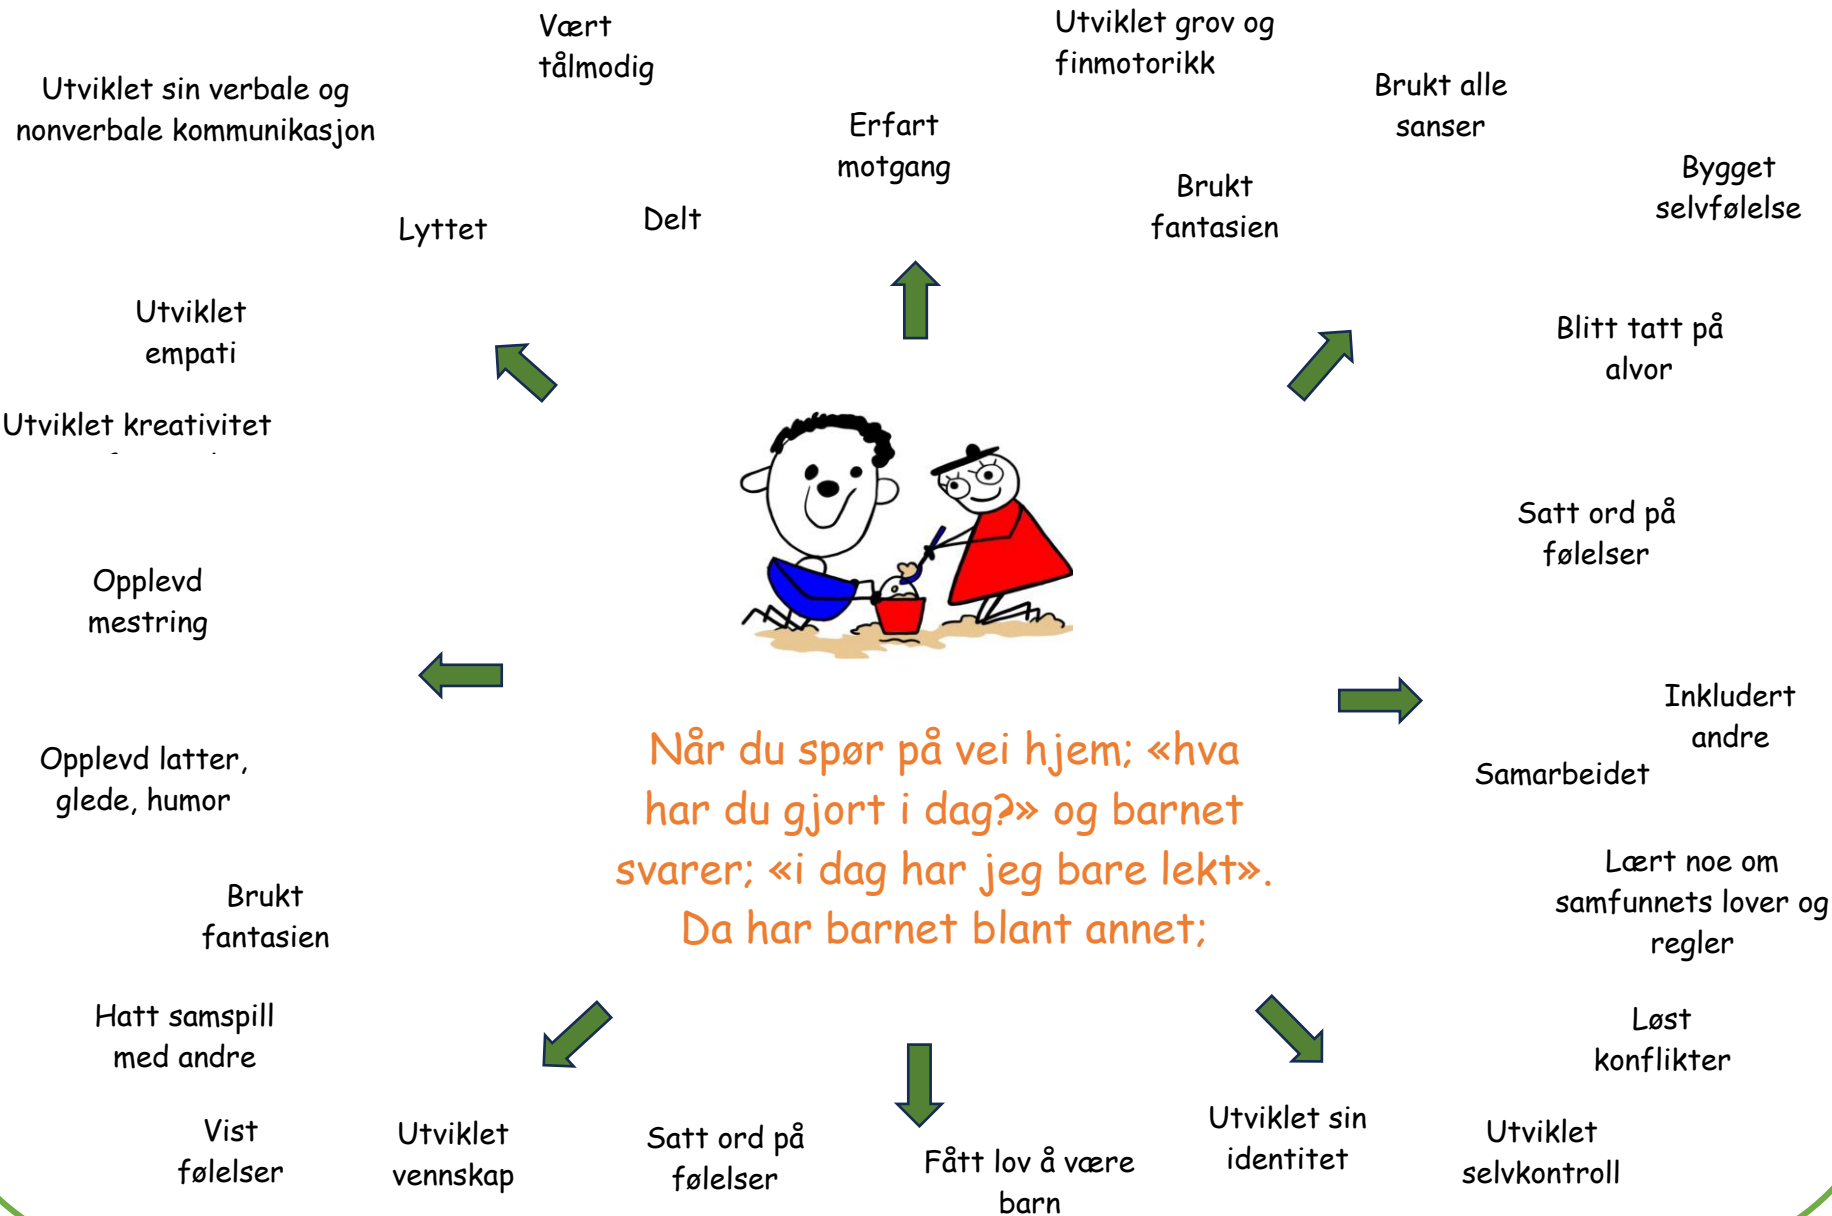 Vært
tålmodig
Utviklet grov og
finmotorikk
Utviklet sin verbale og
nonverbale kommunikasjon
Brukt alle
sanser
Erfart
motgang
Bygget
selvfølelse
Brukt
fantasien
Lyttet
Delt
Utviklet
empati
Blitt tatt på
alvor
Utviklet kreativitet
Satt ord på
følelser
Opplevd
mestring
Inkludert
andre
Samarbeidet
Opplevd latter,
glede, humor
Når du spør på vei hjem; «hva
har du gjort i dag?» og barnet
svarer; «i dag har jeg bare lekt».
Da har barnet blant annet;
Lært noe om
samfunnets lover og
regler
Brukt
fantasien
Hatt samspill
med andre
Løst
konflikter
Vist
følelser
Utviklet
vennskap
Satt ord på
følelser
Fått lov å være
barn
Utviklet sin
identitet
Utviklet
selvkontroll